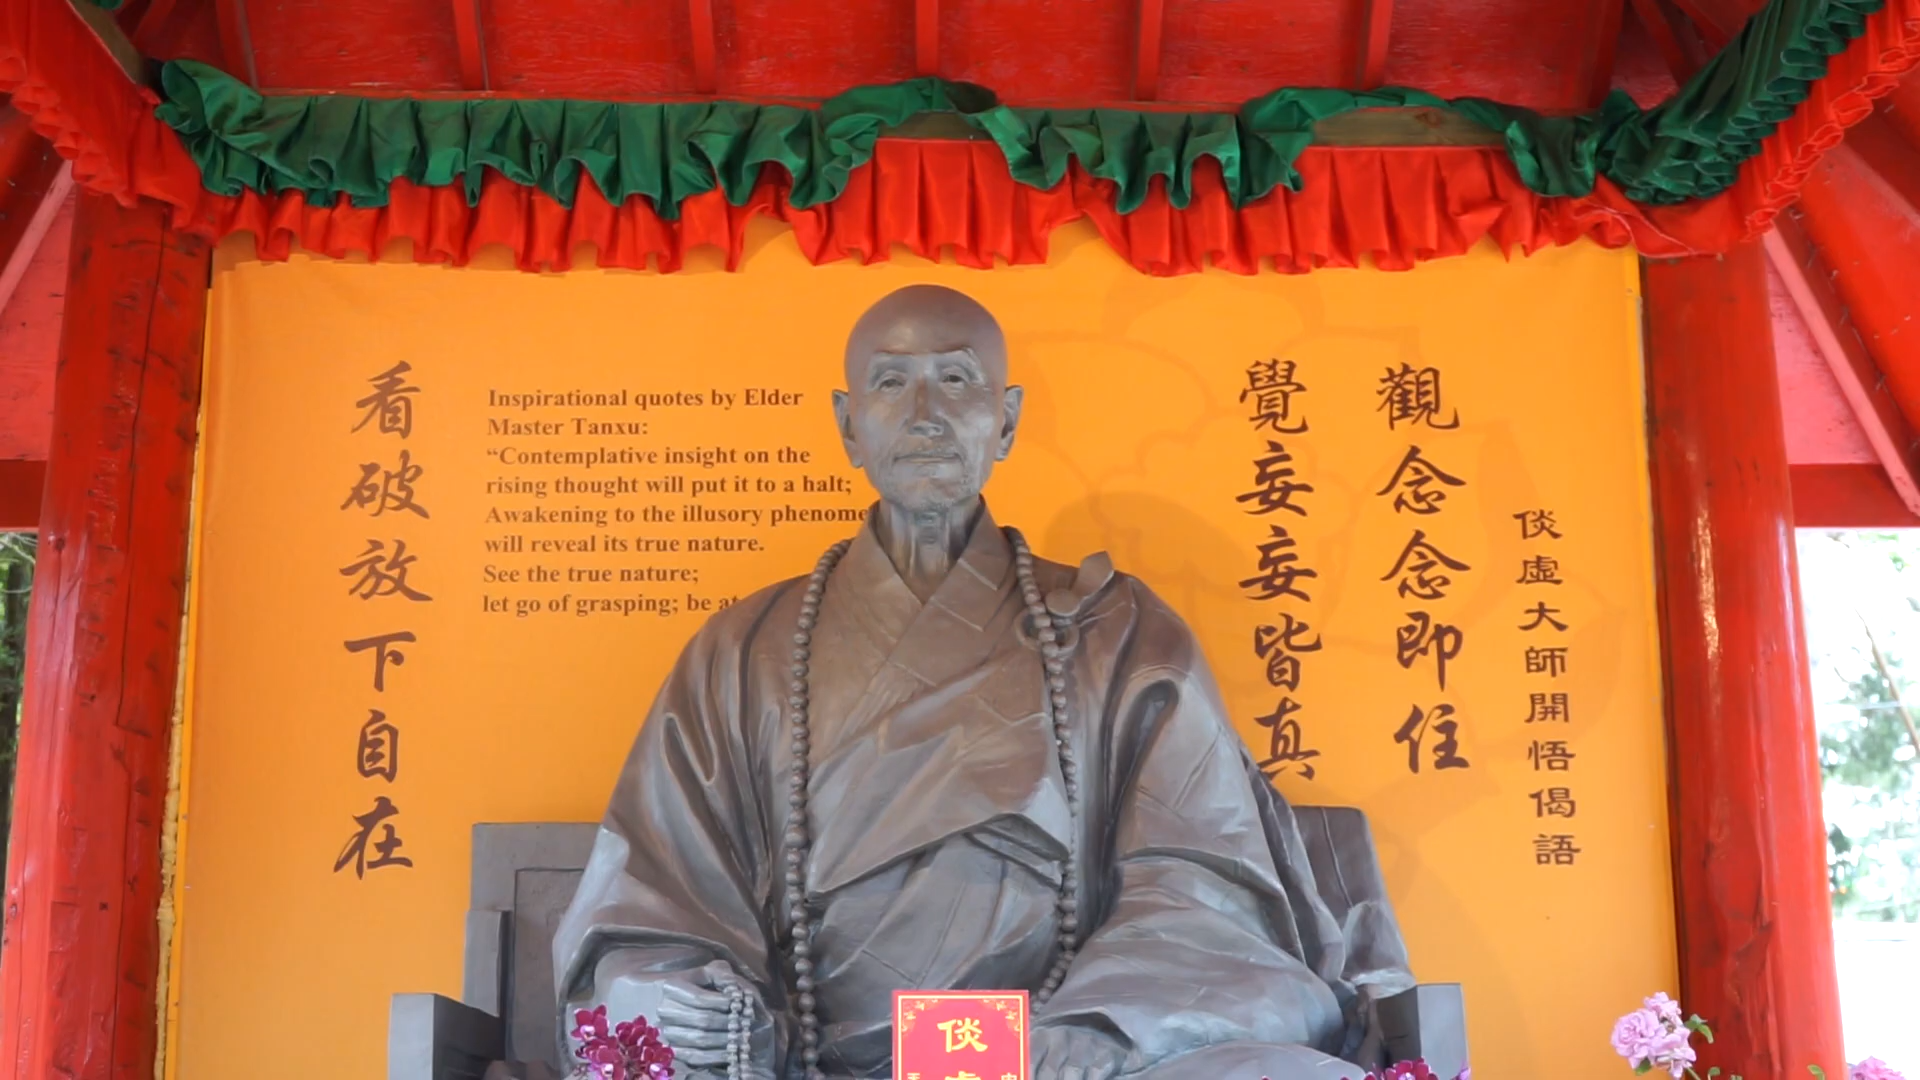 倓虛大師開悟偈語
觀念念即住
覺妄妄皆真
看破放下自在
Inspirational quotes by Elder
Master Tanxu:
“Contemplative insight on the
rising thought will put it to a halt;
Awakening to the illusory phenome
will reveal its true nature.
See the true nature;
let go of grasping; be at
倓